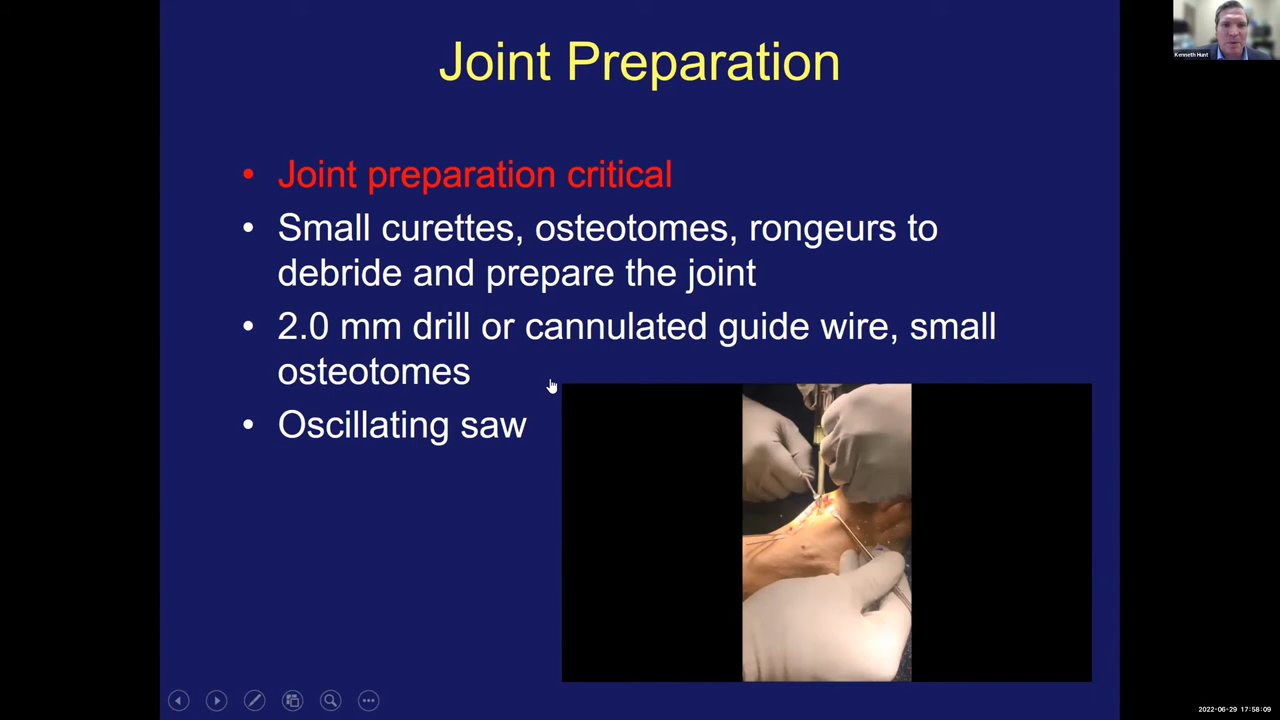 Joint Preparation
Kenneth Hunt
• Joint preparation critical
• Small curettes, osteotomes, rongeurs to
debride and prepare the joint
• 2.0 mm drill or cannulated guide wire, small
osteotomes
• Oscillating saw
2022-06-29 17:58:09